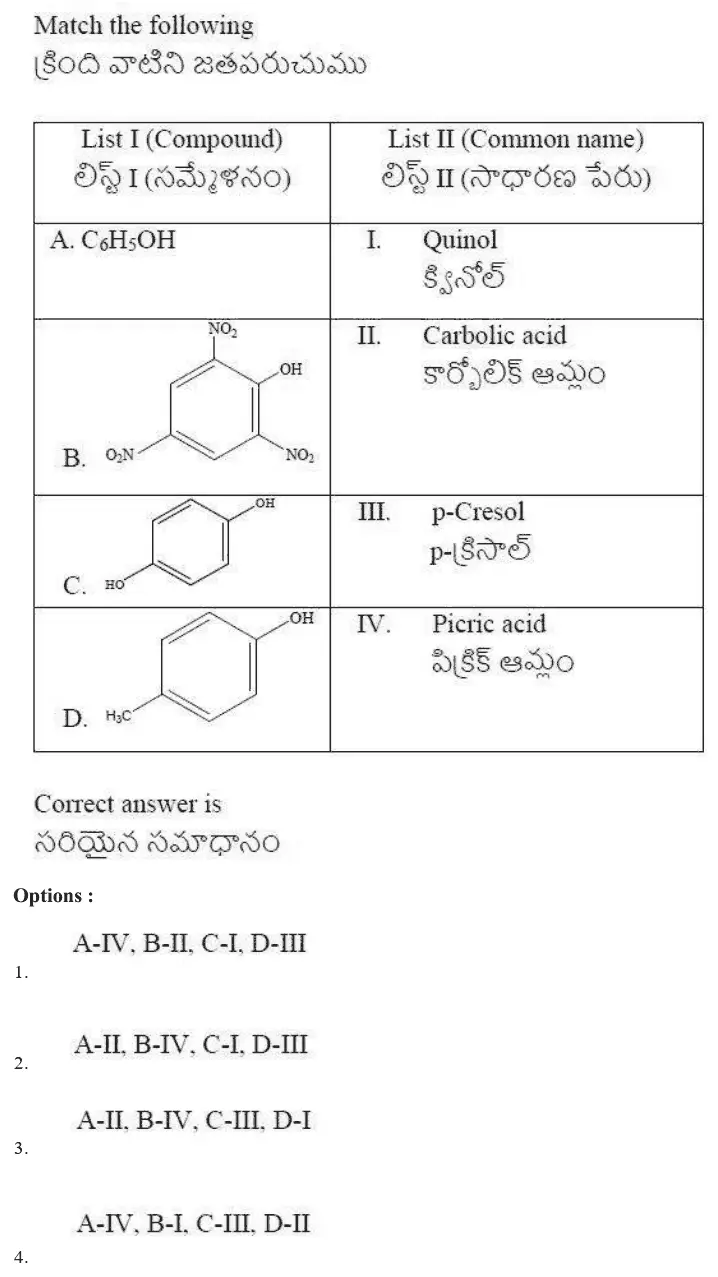 Match the following
క్రింది వాటిని జతపరుచుము
List I (Compound)
లిస్ట్ I (సమ్మేళనం)
List II (Common name)
లిస్ట్ II (సాధారణ పేరు)
A. C₆H₅OH
I. Quinol
క్వినోల్
NO₂
OH
B. O₂N
NO₂
II. Carbolic acid
కార్బోలిక్ ఆమ్లం
OH
C. HO
III. p-Cresol
p-క్రిసాల్
OH
D. H₃C
IV. Picric acid
పిక్రిక్ ఆమ్లం
Correct answer is
సరియైన సమాధానం
Options :
A-IV, B-II, C-I, D-III
1.
A-II, B-IV, C-I, D-III
2.
A-II, B-IV, C-III, D-I
3.
A-IV, B-I, C-III, D-II
4.